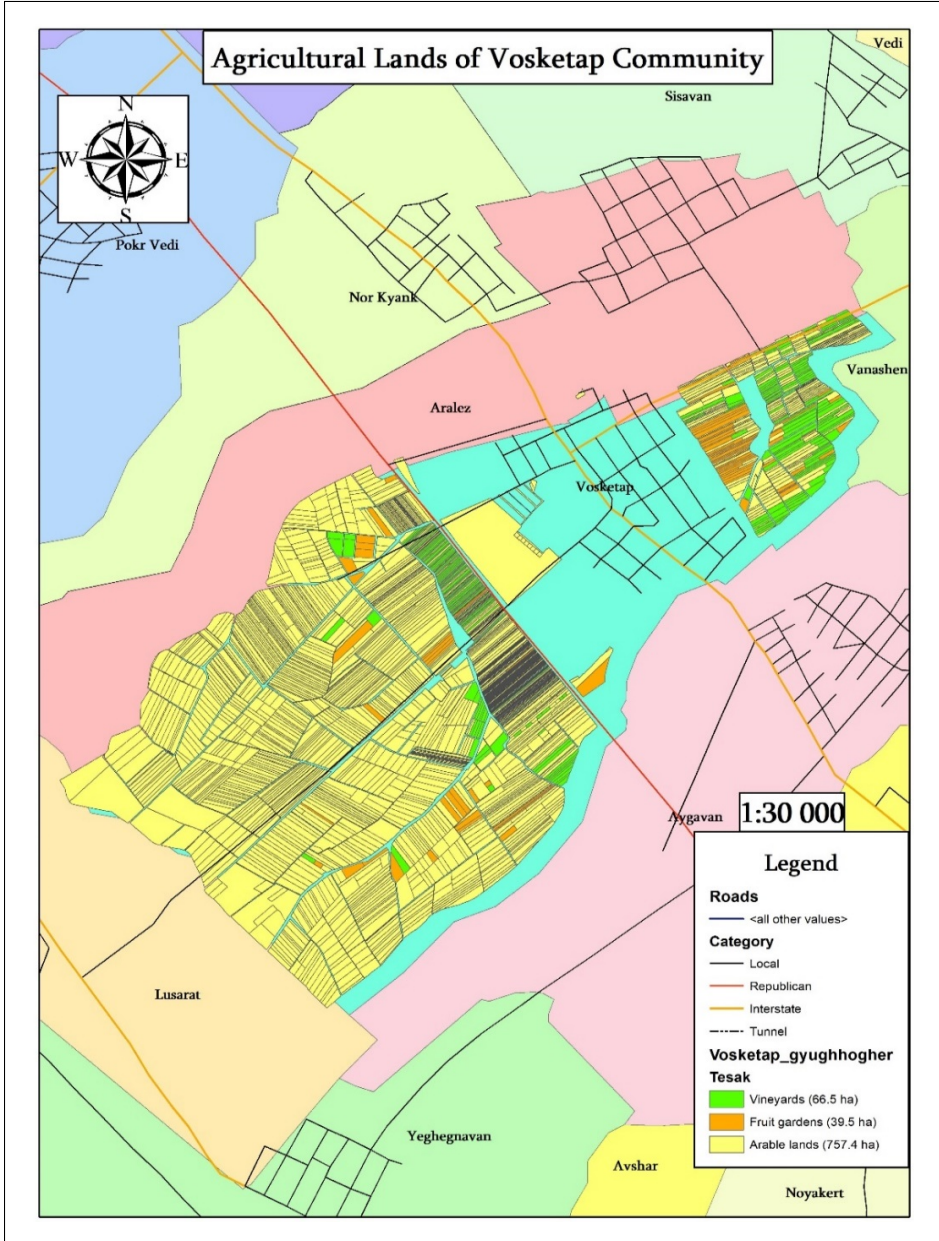 Agricultural Lands of Vosketap Community
Vedi
Sisavan
N
W
E
S
Pokr Vedi
Nor Kyank
Vanashen
Aralez
Vosketap
1:30 000
Aygavan
Legend
Roads
<all other values>
Category
Local
Republican
Lusarat
Interstate
Tunnel
Vosketap_gyughhogher
Tesak
Vineyards (66.5 ha)
Fruit gardens (39.5 ha)
Yeghegnavan
Arable lands (757.4 ha)
Avshar
Noyakert